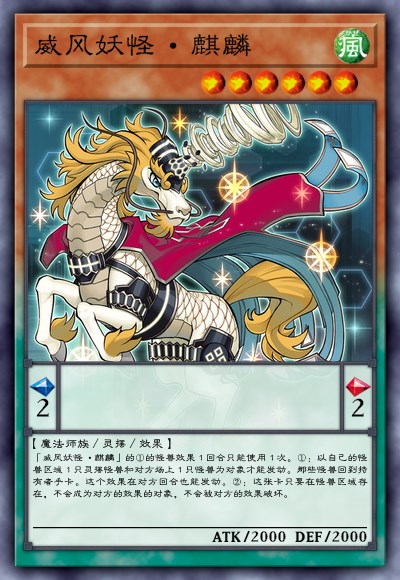 威风妖怪・麒麟
風
2
2
【魔法师族／灵摆／效果】
「威风妖怪・麒麟」的①的怪兽效果1回合只能使用1次。①：以自己的怪
兽区域1只灵摆怪兽和对方场上1只怪兽为对象才能发动。那些怪兽回到持
有者手卡。这个效果在对方回合也能发动。②：这张卡只要在怪兽区域存
在，不会成为对方的效果的对象，不会被对方的效果破坏。
ATK/2000 DEF/2000